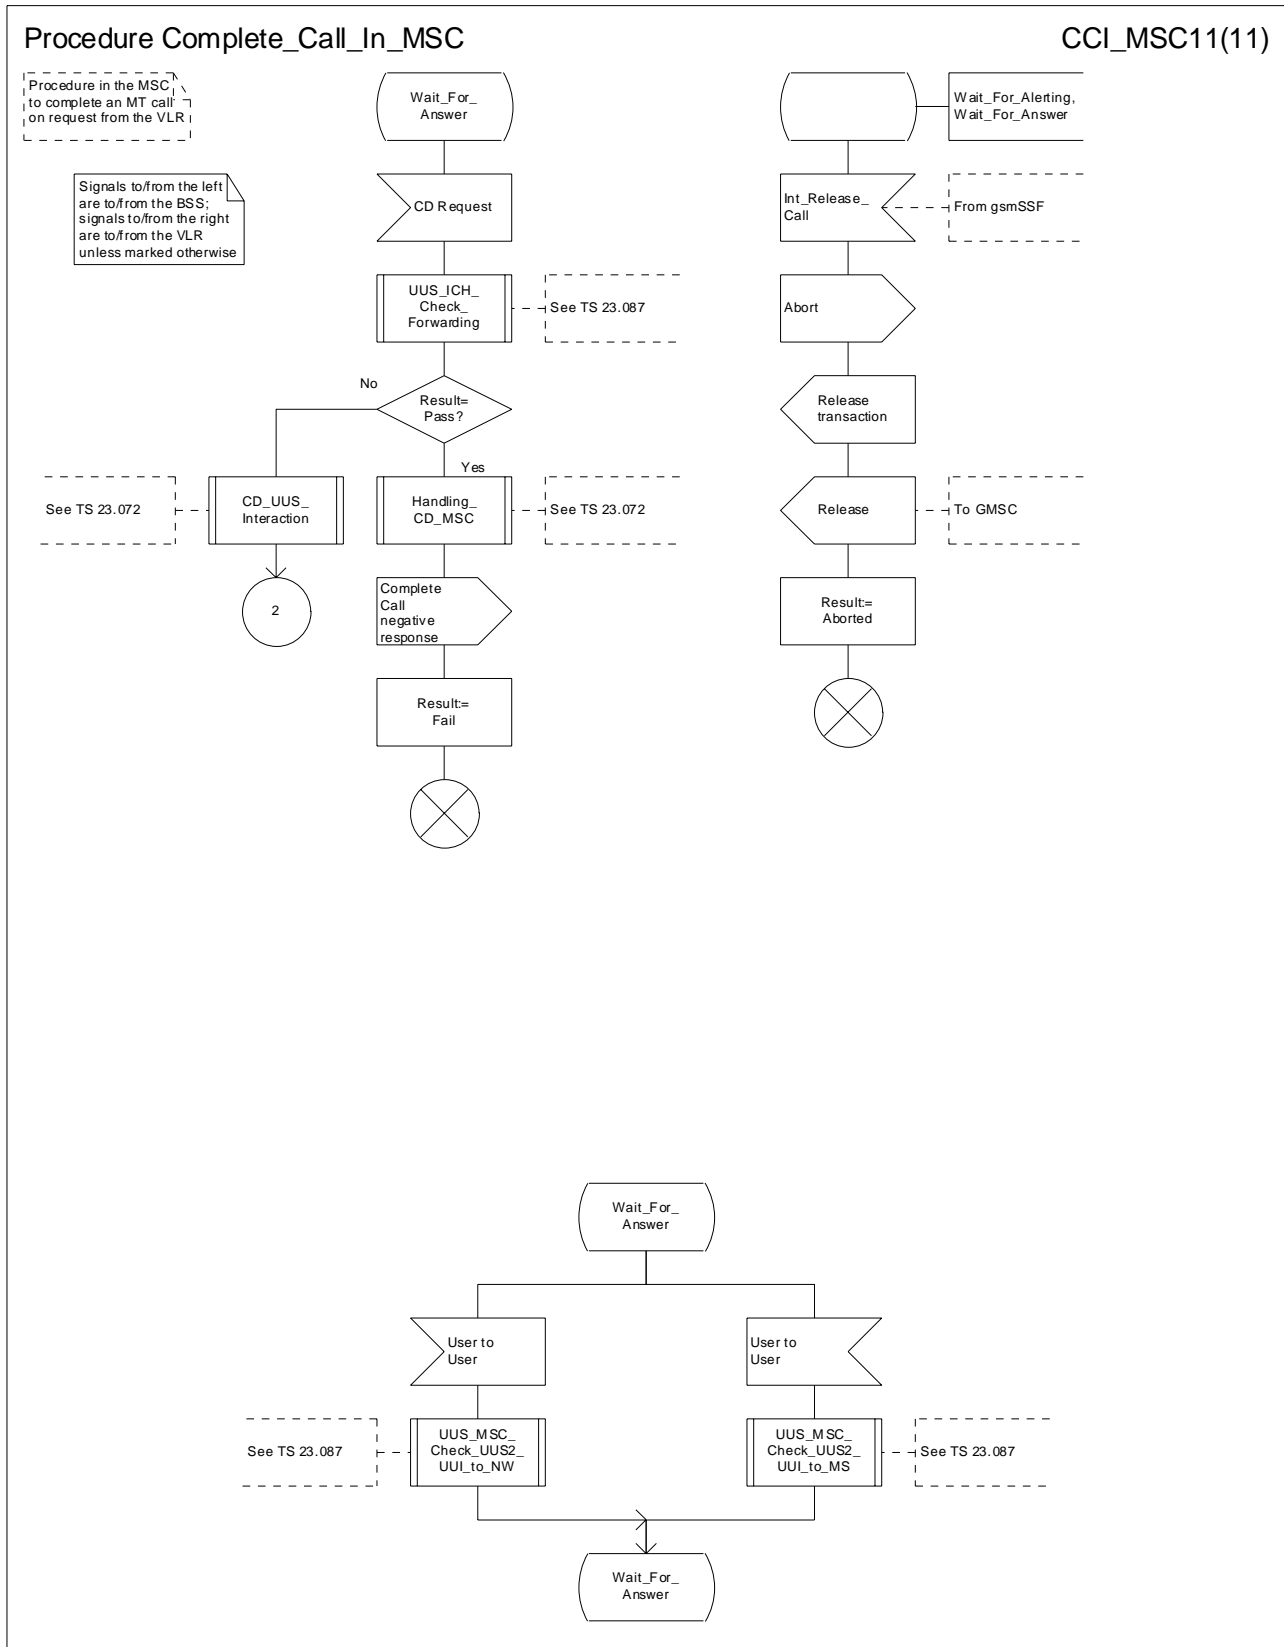 Procedure Complete_Call_In_MSC
CCI_MSC11(11)
Procedure in the MSC
to complete an MT call
on request from the VLR
Signals to/from the left
are to/from the BSS;
signals to/from the right
are to/from the VLR
unless marked otherwise
Wait_For_
Answer
CD Request
UUS_ICH_
Check_
Forwarding
See TS 23.087
Result=
Pass?
No
Yes
See TS 23.072
CD_UUS_
Interaction
2
Handling_
CD_MSC
See TS 23.072
Complete
Call
negative
response
Result:=
Fail
Wait_For_Alerting,
Wait_For_Answer
Int_Release_
Call
From gsmSSF
Abort
Release
transaction
Release
To GMSC
Result:=
Aborted
Wait_For_
Answer
User to
User
User to
User
See TS 23.087
UUS_MSC_
Check_UUS2_
UUI_to_NW
UUS_MSC_
Check_UUS2_
UUI_to_MS
See TS 23.087
Wait_For_
Answer